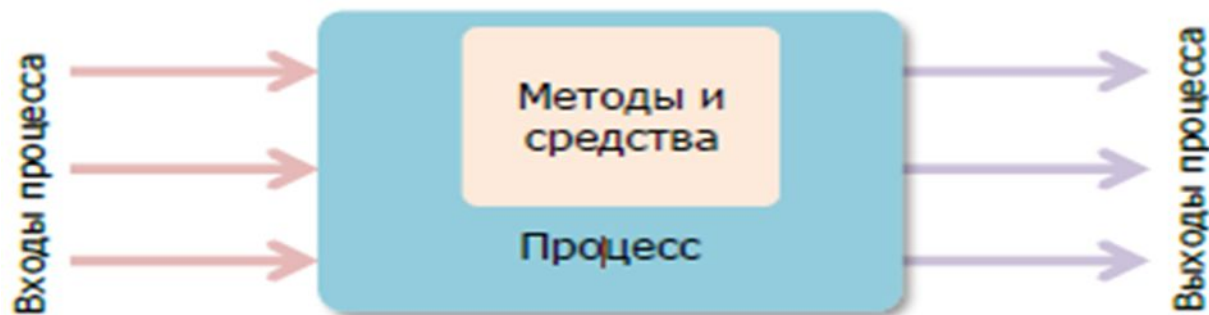 Входы процесса
Методы и
средства
Процесс
Выходы процесса